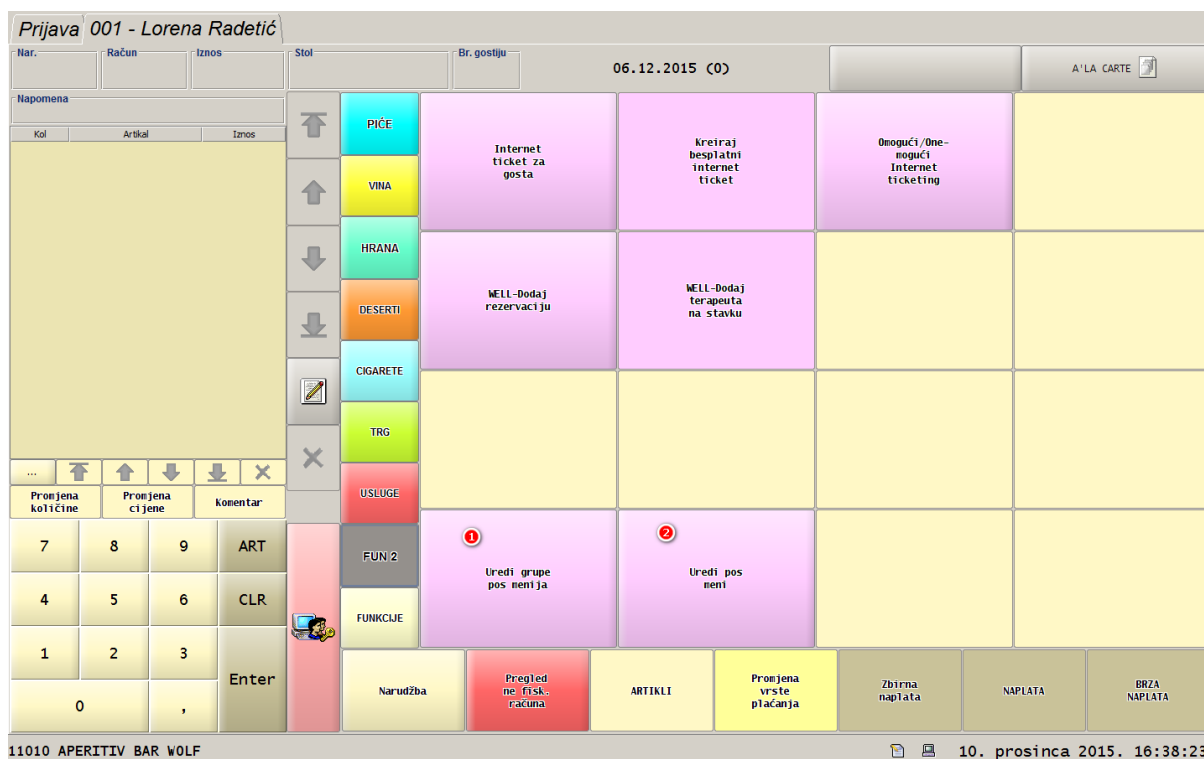 Prijava 001 - Lorena Radetić
Nar. Račun Iznos Stol Br. gostiju
06.12.2015 (0)
A'LA CARTE
Napomena
Kol Artikal Iznos
PIĆE
VINA
HRANA
DESERTI
CIGARETE
TRG
USLUGE
FUN 2
FUNKCIJE
Internet
ticket za
gosta
Kreiraj
besplatni
internet
ticket
Omogući/One-
mogući
Internet
ticketing
WELL-Dodaj
rezervaciju
WELL-Dodaj
terapeuta
na stavku
1
Uredi grupe
pos menija
2
Uredi pos
meni
...
Promjena
količine
Promjena
cijene
Komentar
7 8 9 ART
4 5 6 CLR
1 2 3
Enter
0 ,
Narudžba
Pregled
ne fisk.
računa
ARTIKLI
Promjena
vrste
plaćanja
Zbirna
naplata
NAPLATA
BRZA
NAPLATA
11010 APERITIV BAR WOLF
10. prosinca 2015. 16:38:23